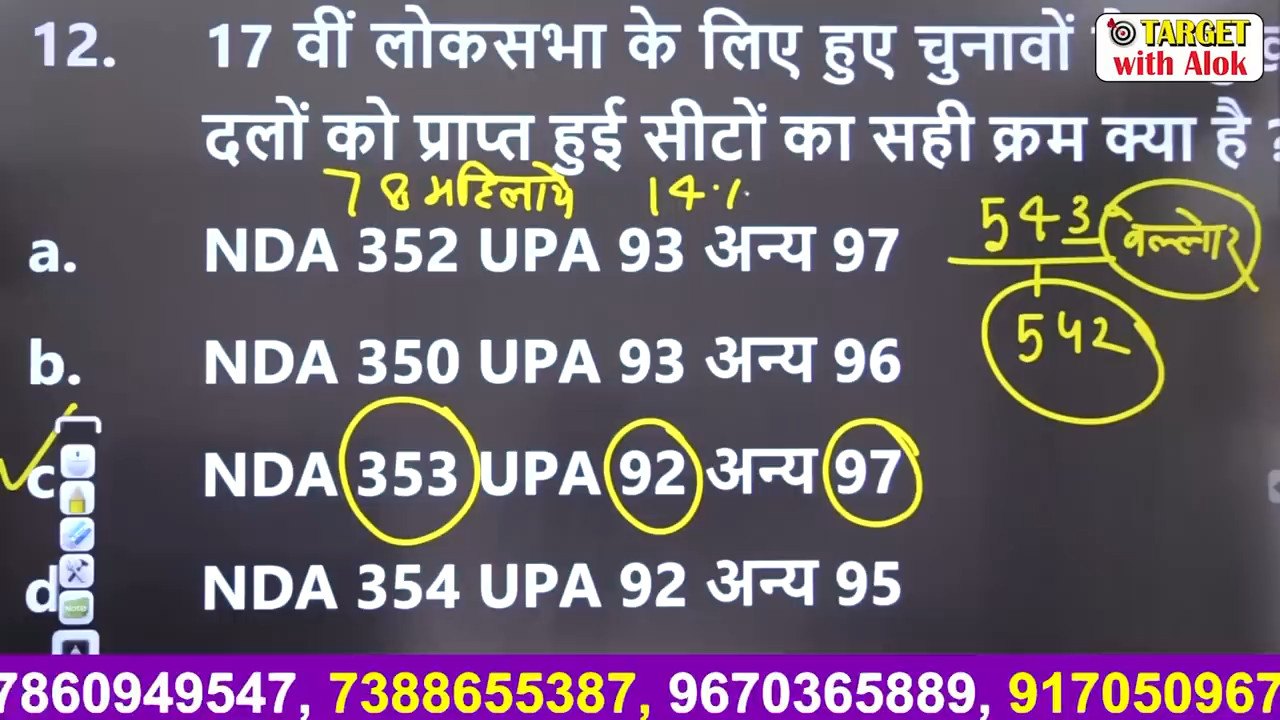 12. 17 वीं लोकसभा के लिए हुए चुनावों
TARGET
with Alok
दलों को प्राप्त हुई सीटों का सही क्रम क्या है ?
78 महिलाये 14%
543 वेल्लोर
542
a. NDA 352 UPA 93 अन्य 97
b. NDA 350 UPA 93 अन्य 96
c. NDA 353 UPA 92 अन्य 97
d NDA 354 UPA 92 अन्य 95
Note
7860949547, 7388655387, 9670365889, 917050967